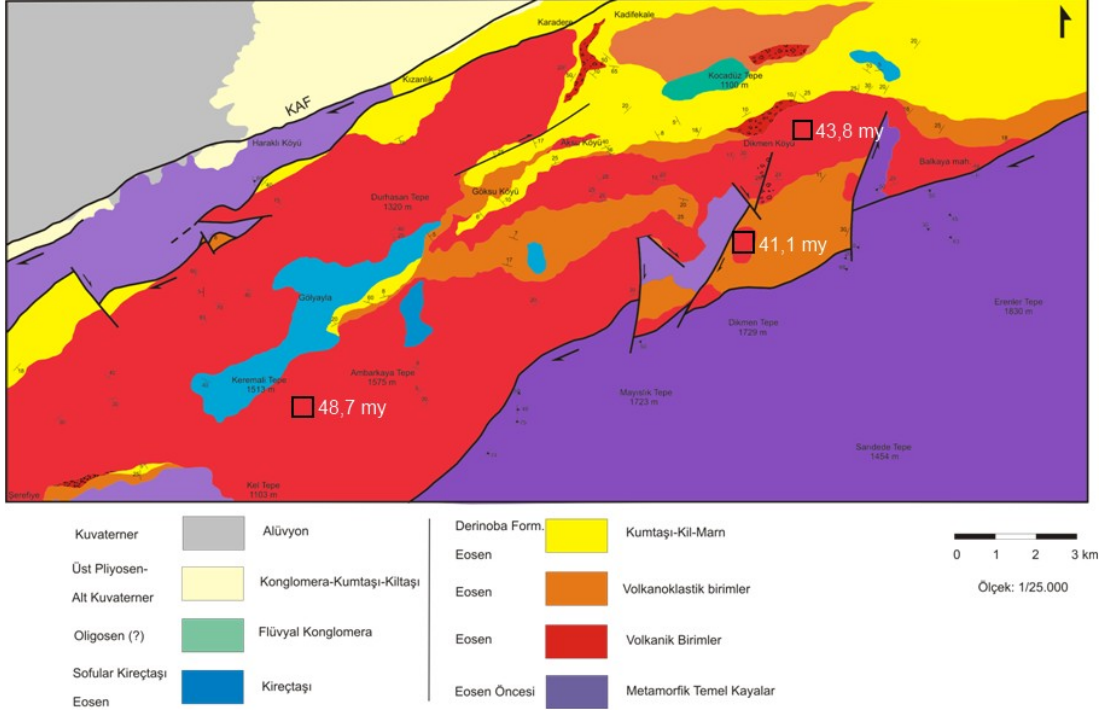 Karadere
Kadifekale
Kızanlık
Kocadüz Tepe
1100 m
KAF
43,8 my
Haraklı Köyü
Aksu Köyü
Dikmen Köyü
Balkaya mah.
Durhasan Tepe
1320 m
Göksu Köyü
41,1 my
Gölyayla
Erenler Tepe
1830 m
Dikmen Tepe
1729 m
Keremali Tepe
1513 m
Ambarkaya Tepe
1575 m
48,7 my
Mayıslık Tepe
1723 m
Sarıdede Tepe
1454 m
Kel Tepe
1103 m
Şerefiye
Kuvaterner
Alüvyon
Üst Pliyosen-
Alt Kuvaterner
Konglomera-Kumtaşı-Kiltaşı
Oligosen (?)
Flüvyal Konglomera
Sofular Kireçtaşı
Eosen
Kireçtaşı
Derinoba Form.
Eosen
Kumtaşı-Kil-Marn
Eosen
Volkanoklastik birimler
Eosen
Volkanik Birimler
Eosen Öncesi
Metamorfik Temel Kayalar
0 1 2 3 km
Ölçek: 1/25.000